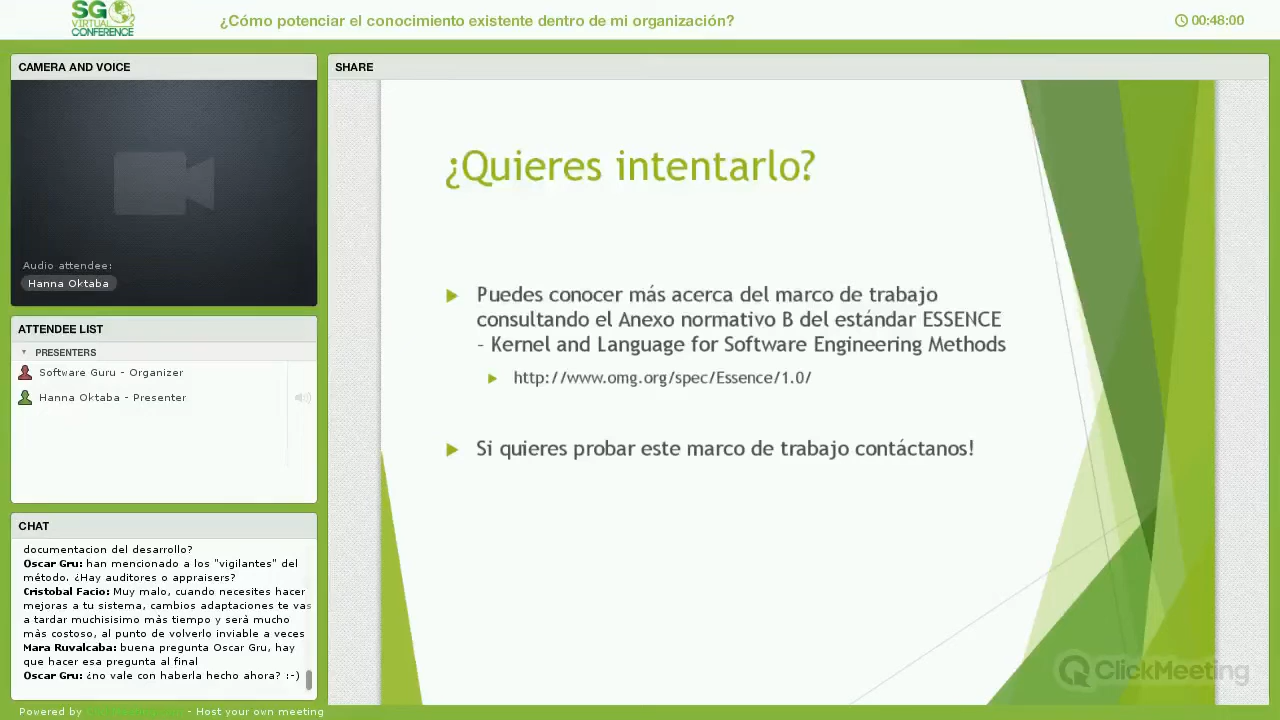 SG
VIRTUAL
CONFERENCE
¿Cómo potenciar el conocimiento existente dentro de mi organización?
00:48:00
CAMERA AND VOICE
Audio attendee:
Hanna Oktaba
ATTENDEE LIST
PRESENTERS
Software Guru - Organizer
Hanna Oktaba - Presenter
CHAT
documentacion del desarrollo?
Oscar Gru: han mencionado a los "vigilantes" del
método. ¿Hay auditores o appraisers?
Cristobal Facio: Muy malo, cuando necesites hacer
mejoras a tu sistema, cambios adaptaciones te vas
a tardar muchisisimo más tiempo y será mucho
màs costoso, al punto de volverlo inviable a veces
Mara Ruvalcaba: buena pregunta Oscar Gru, hay
que hacer esa pregunta al final
Oscar Gru: ¿no vale con haberla hecho ahora? :-)
Powered by - Host your own meeting
SHARE
¿Quieres intentarlo?
Puedes conocer más acerca del marco de trabajo
consultando el Anexo normativo B del estándar ESSENCE
– Kernel and Language for Software Engineering Methods
http://www.omg.org/spec/Essence/1.0/
Si quieres probar este marco de trabajo contáctanos!
ClickMeeting